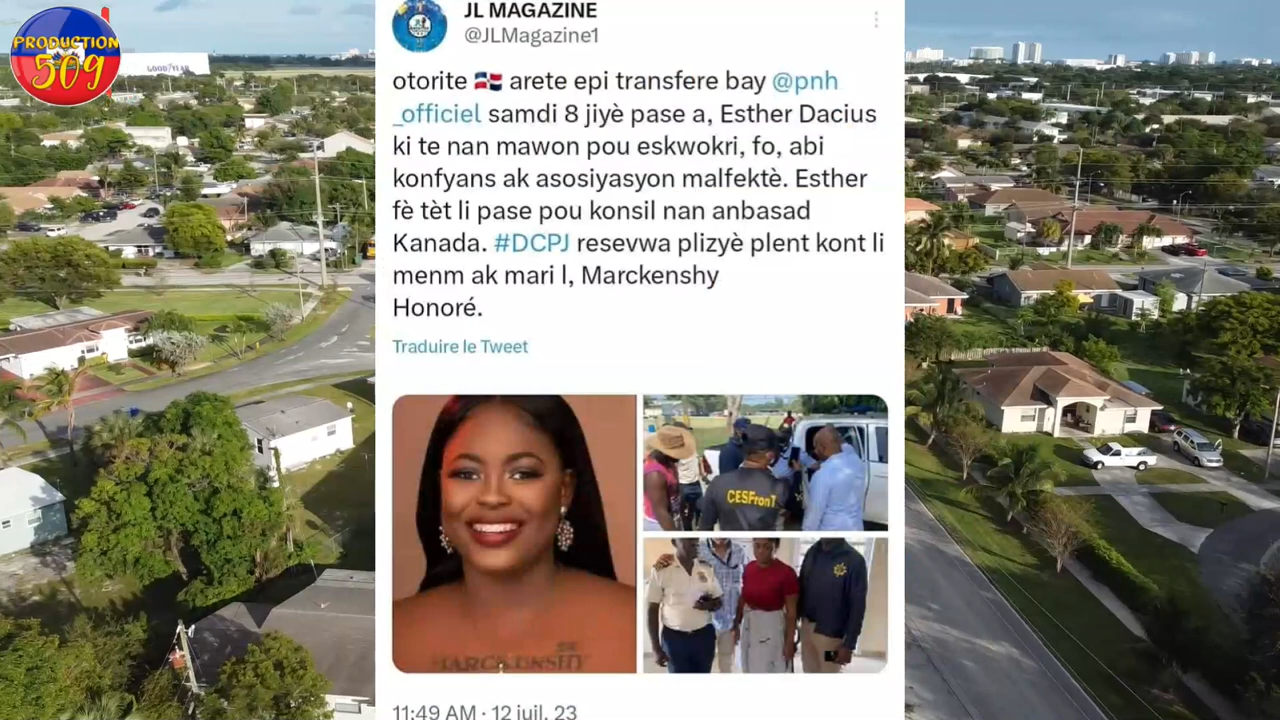 PRODUCTION
509
GOODYEAR
JL MAGAZINE
@JLMagazine1
otorite 🇩🇴 arete epi transfere bay @pnh
_officiel samdi 8 jiyè pase a, Esther Dacius
ki te nan mawon pou eskwokri, fo, abi
konfyans ak asosiyasyon malfektè. Esther
fè tèt li pase pou konsil nan anbasad
Kanada. #DCPJ resevwa plizyè plent kont li
menm ak mari l, Marckenshy
Honoré.
Traduire le Tweet
CESFronT
MARCKENSHY
11:49 AM · 12 juil. 23